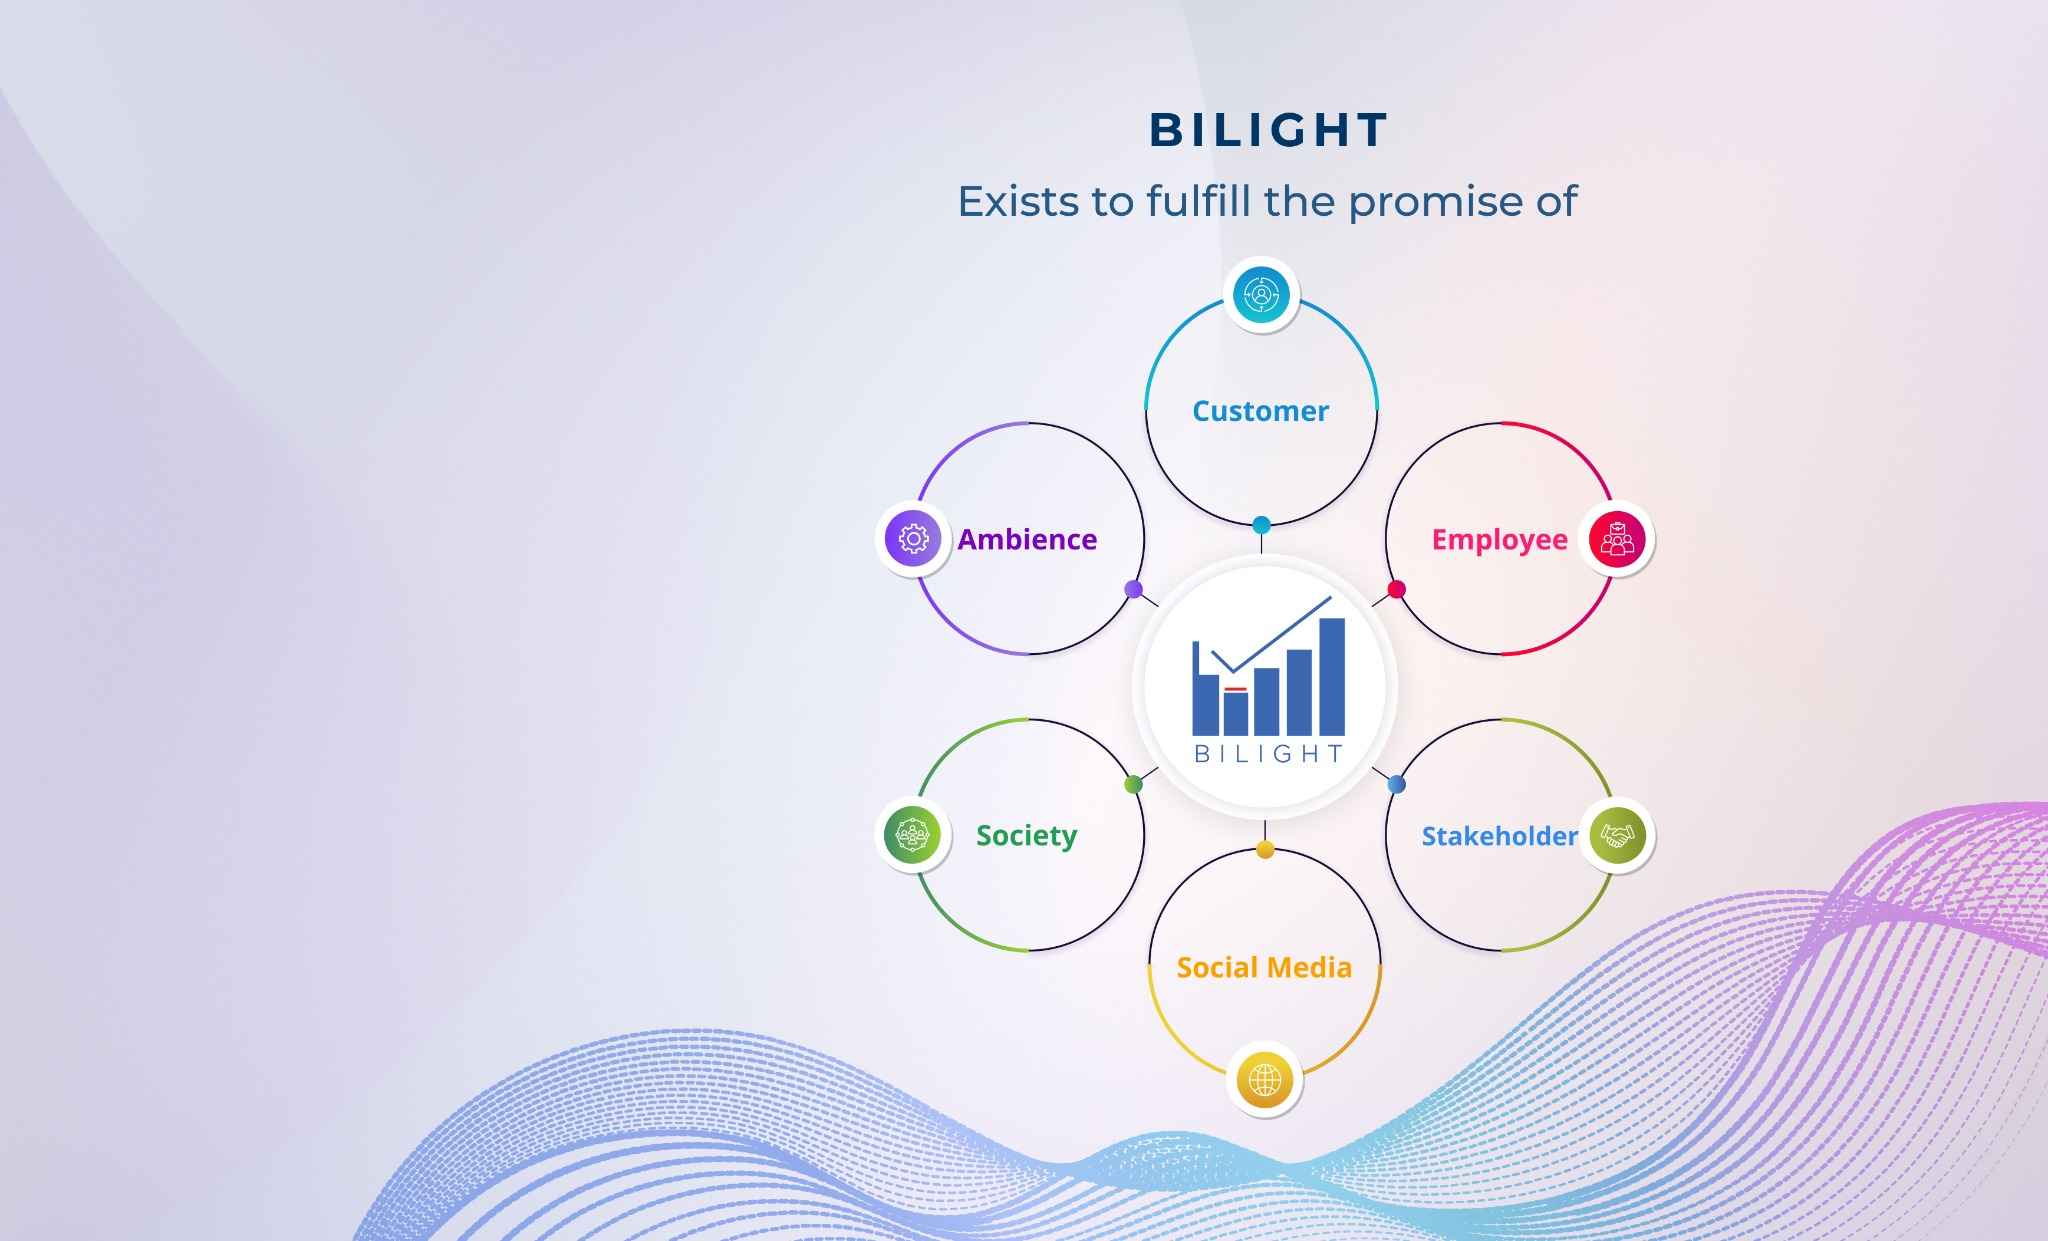 BILIGHT
Exists to fulfill the promise of
Customer
Ambience
Employee
BILIGHT
Society
Stakeholder
Social Media